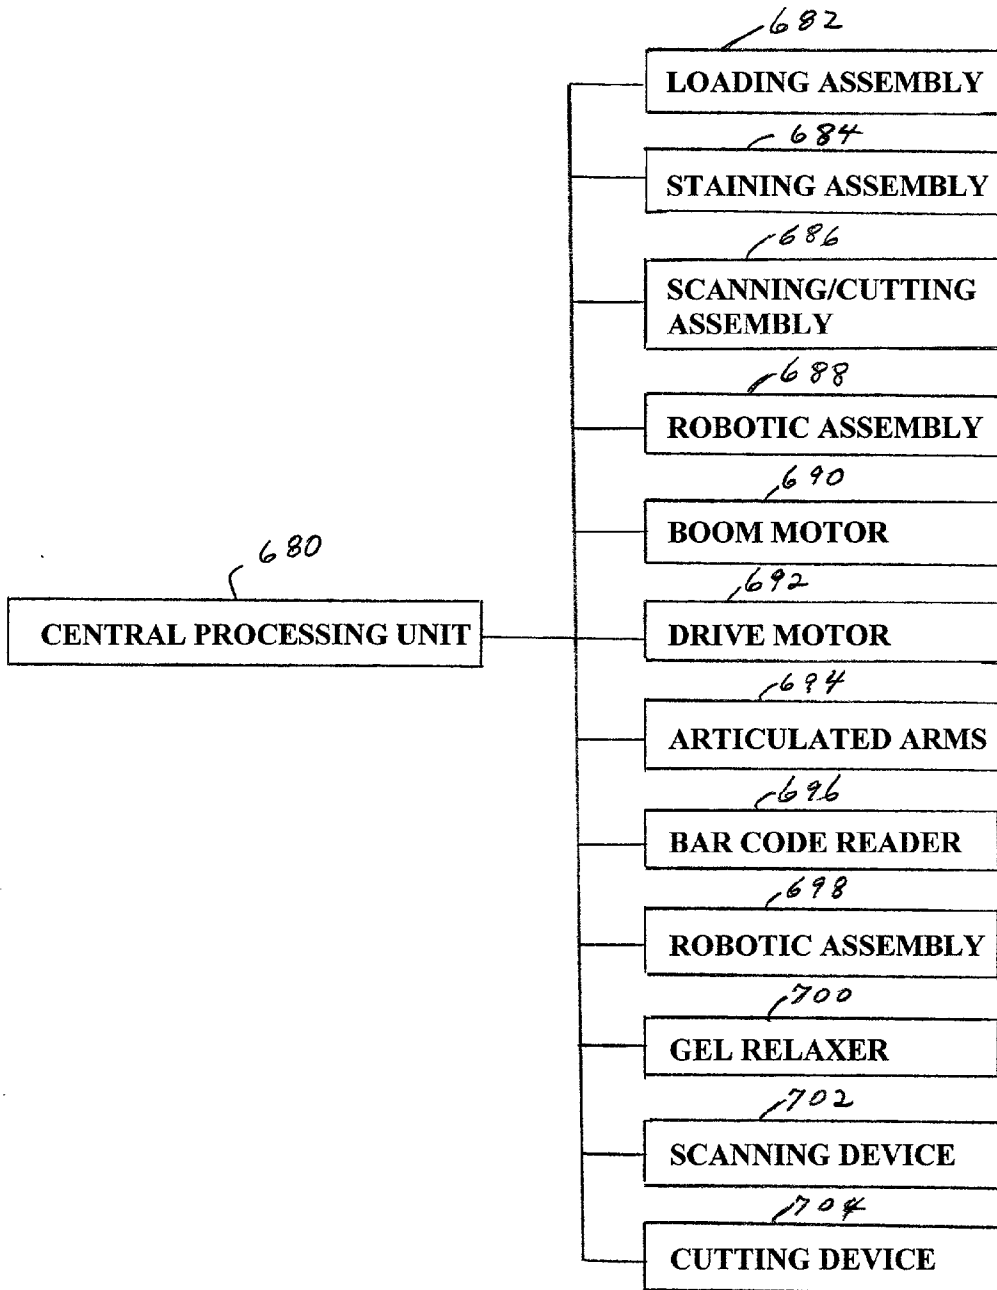 682
LOADING ASSEMBLY
684
STAINING ASSEMBLY
686
SCANNING/CUTTING
ASSEMBLY
688
ROBOTIC ASSEMBLY
690
BOOM MOTOR
680
CENTRAL PROCESSING UNIT
692
DRIVE MOTOR
694
ARTICULATED ARMS
696
BAR CODE READER
698
ROBOTIC ASSEMBLY
700
GEL RELAXER
702
SCANNING DEVICE
704
CUTTING DEVICE